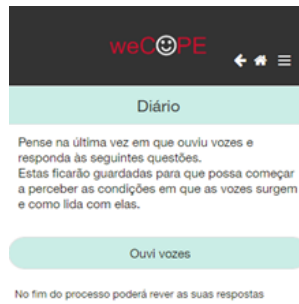 weCOPE
Diário
Pense na última vez em que ouviu vozes e
responda às seguintes questões.
Estas ficarão guardadas para que possa começar
a perceber as condições em que as vozes surgem
e como lida com elas.
Ouvi vozes
No fim do processo poderá rever as suas respostas